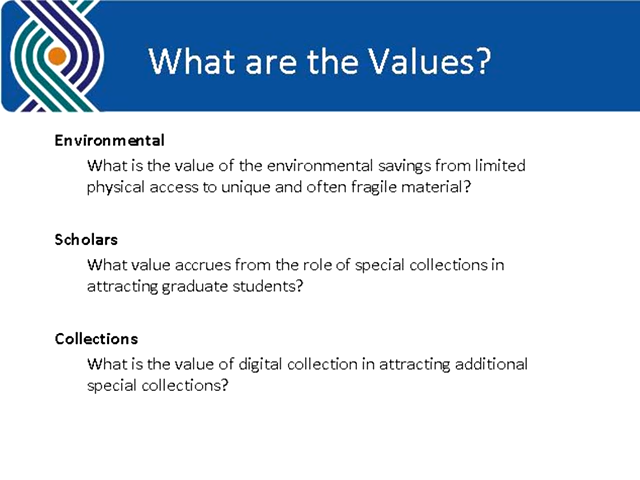 What are the Values?
Environmental
What is the value of the environmental savings from limited
physical access to unique and often fragile material?
Scholars
What value accrues from the role of special collections in
attracting graduate students?
Collections
What is the value of digital collection in attracting additional
special collections?